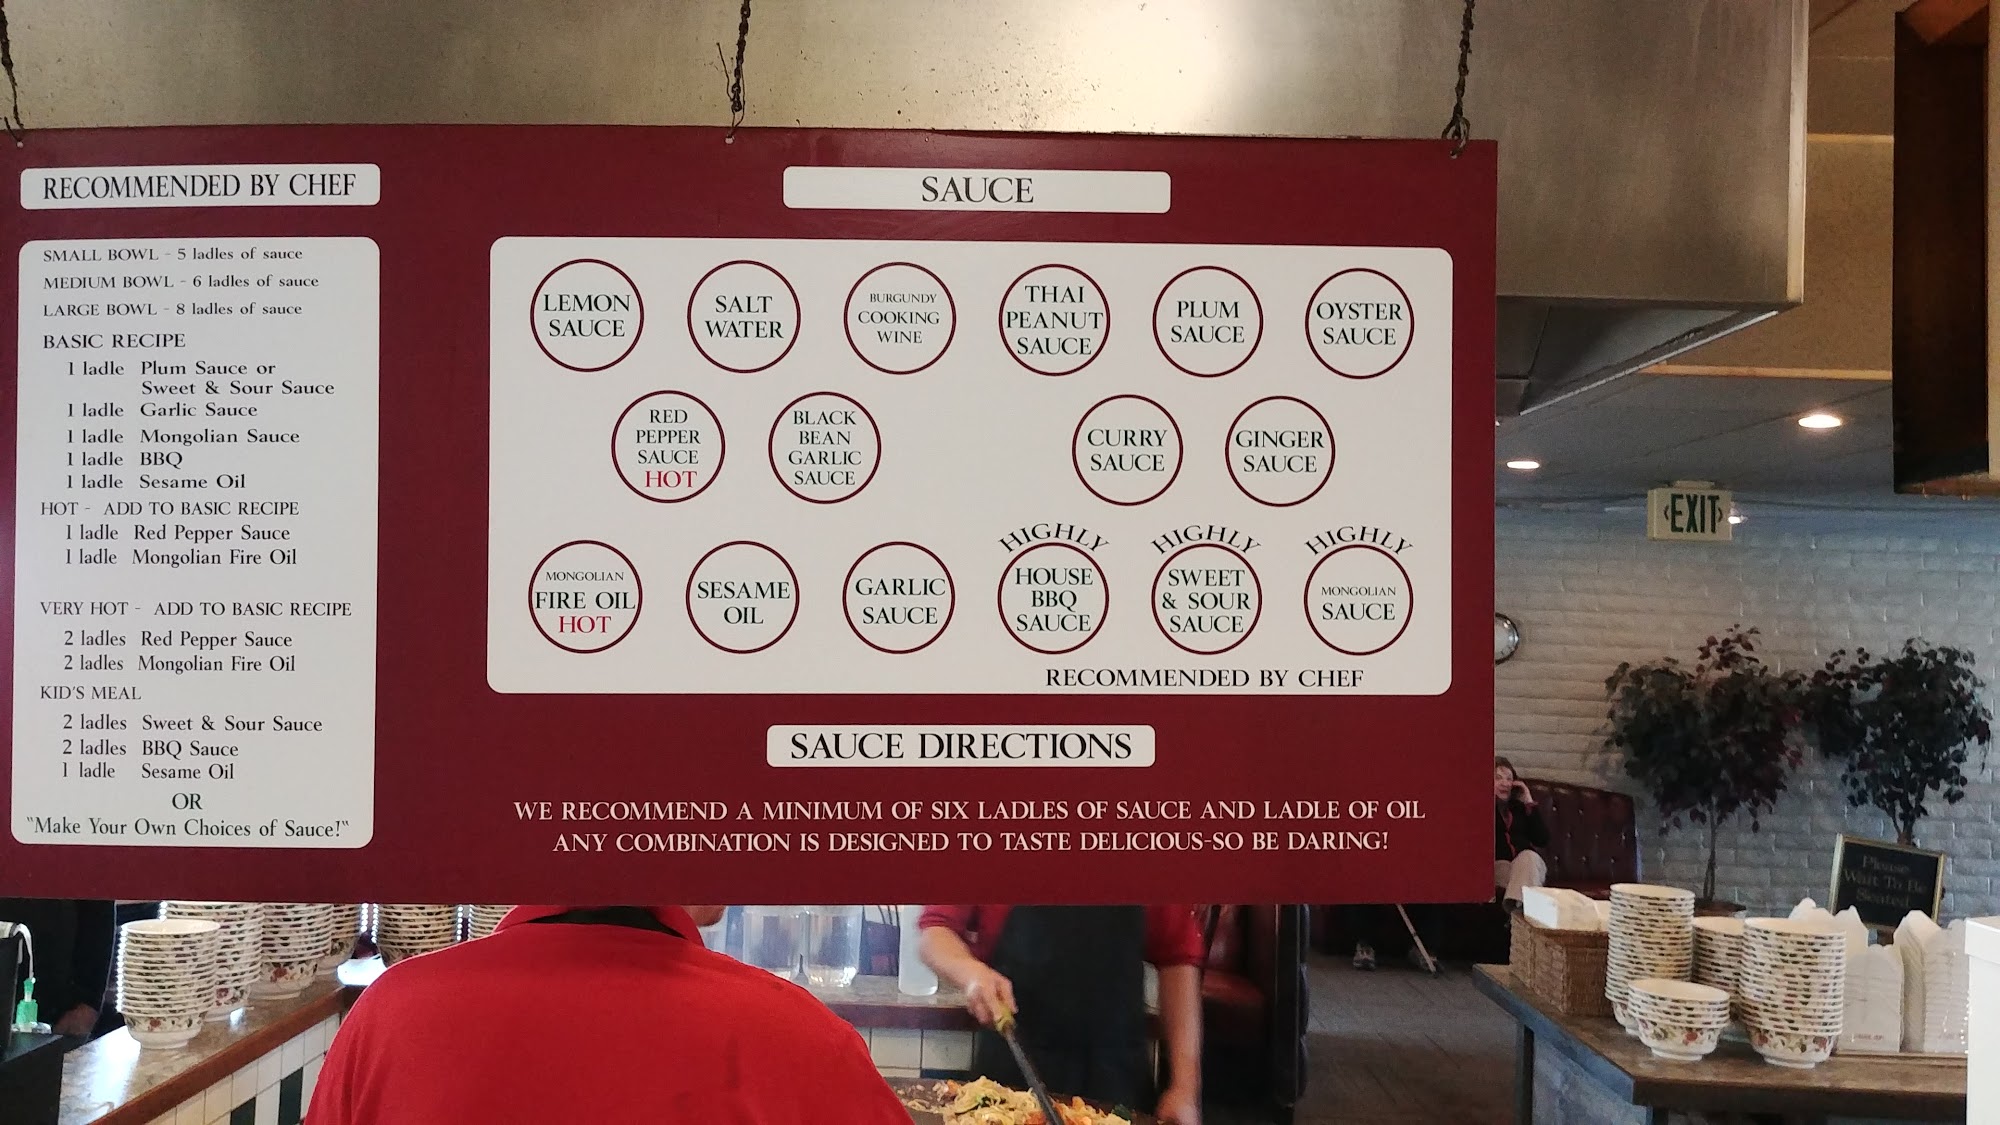 RECOMMENDED BY CHEF
SMALL BOWL - 5 ladles of sauce
MEDIUM BOWL - 6 ladles of sauce
LARGE BOWL - 8 ladles of sauce
BASIC RECIPE
1 ladle Plum Sauce or
Sweet & Sour Sauce
1 ladle Garlic Sauce
1 ladle Mongolian Sauce
1 ladle BBQ
1 ladle Sesame Oil
HOT - ADD TO BASIC RECIPE
1 ladle Red Pepper Sauce
1 ladle Mongolian Fire Oil
VERY HOT - ADD TO BASIC RECIPE
2 ladles Red Pepper Sauce
2 ladles Mongolian Fire Oil
KID'S MEAL
2 ladles Sweet & Sour Sauce
2 ladles BBQ Sauce
1 ladle Sesame Oil
OR
"Make Your Own Choices of Sauce!"
SAUCE
LEMON
SAUCE
SALT
WATER
BURGUNDY
COOKING
WINE
THAI
PEANUT
SAUCE
PLUM
SAUCE
OYSTER
SAUCE
RED
PEPPER
SAUCE
HOT
BLACK
BEAN
GARLIC
SAUCE
CURRY
SAUCE
GINGER
SAUCE
MONGOLIAN
FIRE OIL
HOT
SESAME
OIL
GARLIC
SAUCE
HIGHLY
HOUSE
BBQ
SAUCE
HIGHLY
SWEET
& SOUR
SAUCE
HIGHLY
MONGOLIAN
SAUCE
RECOMMENDED BY CHEF
SAUCE DIRECTIONS
WE RECOMMEND A MINIMUM OF SIX LADLES OF SAUCE AND LADLE OF OIL
ANY COMBINATION IS DESIGNED TO TASTE DELICIOUS-SO BE DARING!
EXIT
Please
Wait To Be
Seated